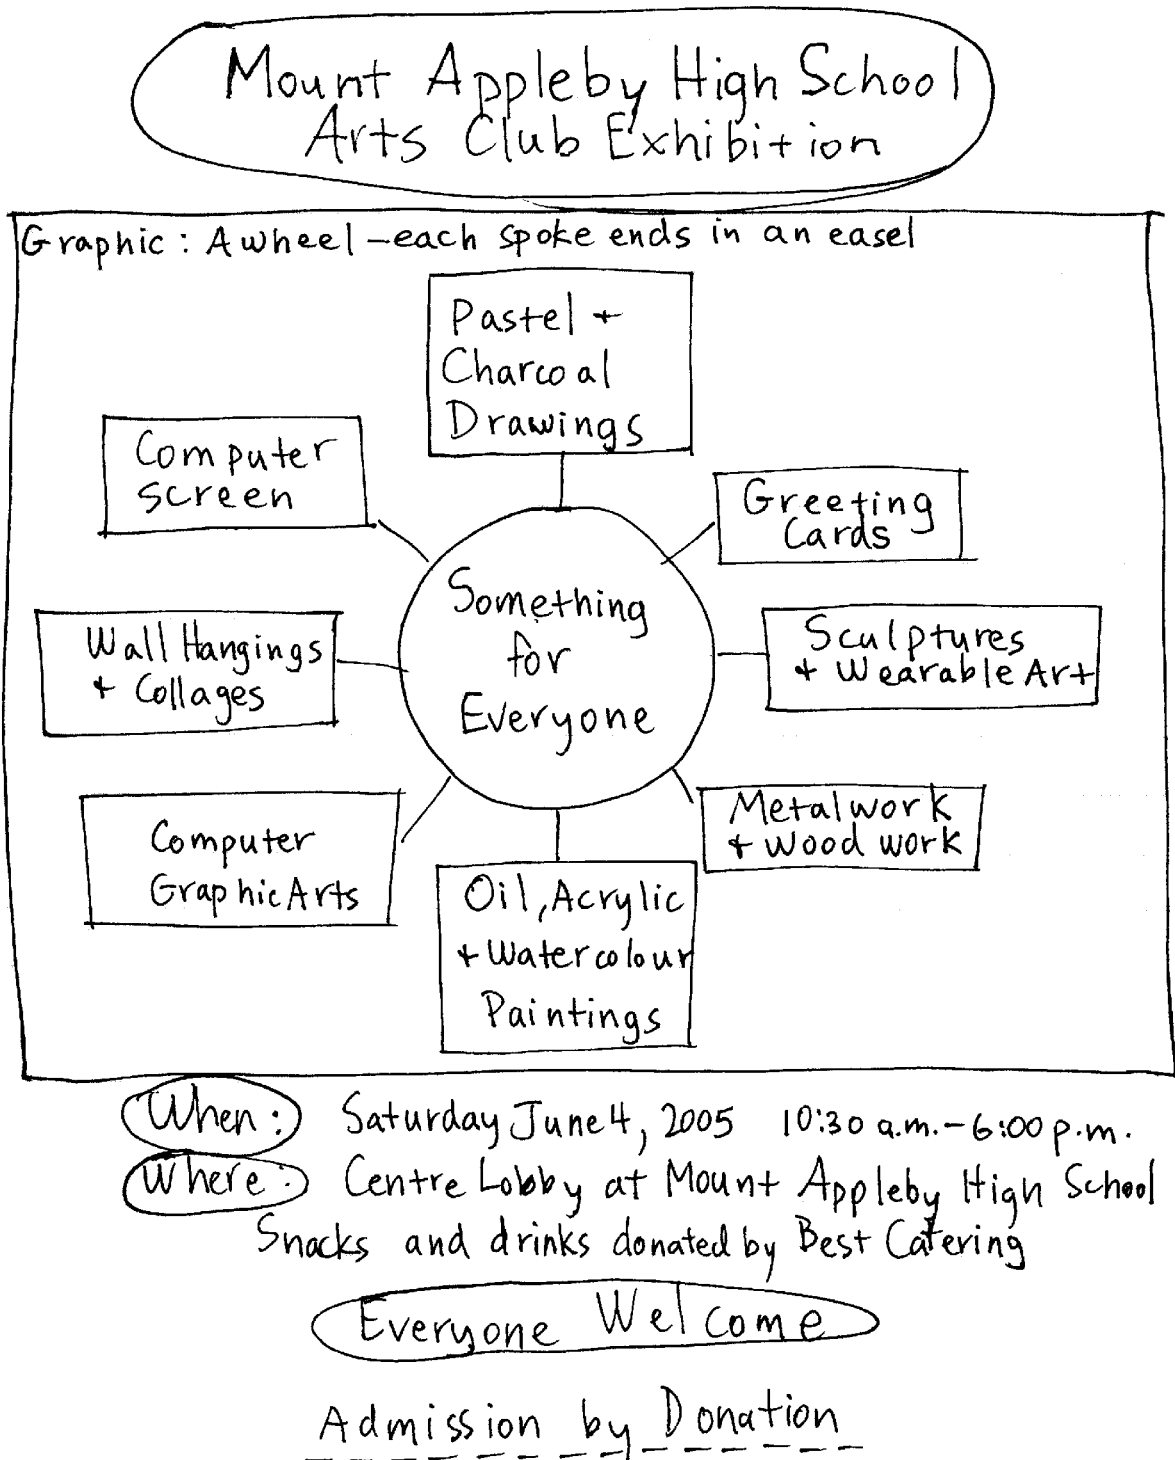 Mount Appleby High School
Arts Club Exhibition
Graphic: A wheel - each spoke ends in an easel
Pastel +
Charcoal
Drawings
Computer
screen
Greeting
Cards
Something
for
Everyone
Wall Hangings
+ Collages
Sculptures
+ Wearable Art
Computer
Graphic Arts
Metalwork
+ Wood work
Oil, Acrylic
+ Watercolour
Paintings
When: Saturday June 4, 2005 10:30 a.m. - 6:00 p.m.
Where: Centre Lobby at Mount Appleby High School
Snacks and drinks donated by Best Catering
Everyone Welcome
Admission by Donation